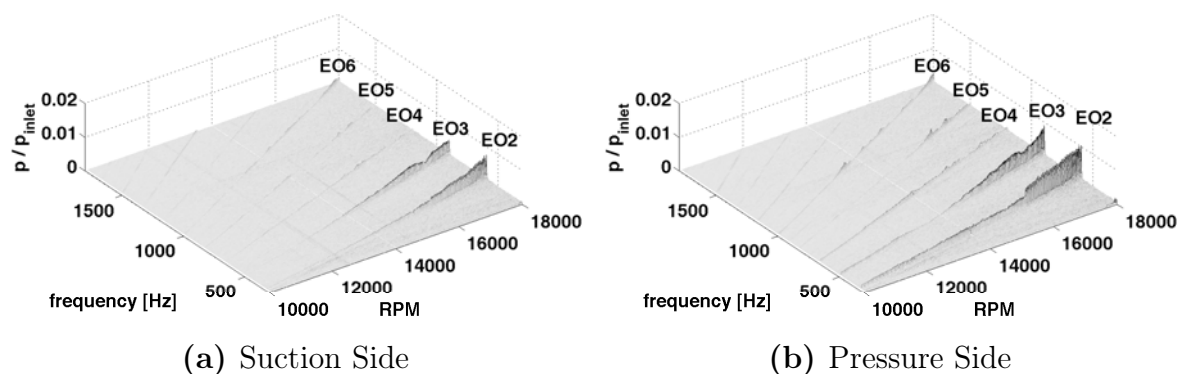 EO6
EO5
EO4
EO3
EO2
p / p_inlet
0.02
0.01
0
1500
1000
500
frequency [Hz]
10000
12000
14000
16000
18000
RPM
(a) Suction Side
EO6
EO5
EO4
EO3
EO2
p / p_inlet
0.02
0.01
0
1500
1000
500
frequency [Hz]
10000
12000
14000
16000
18000
RPM
(b) Pressure Side